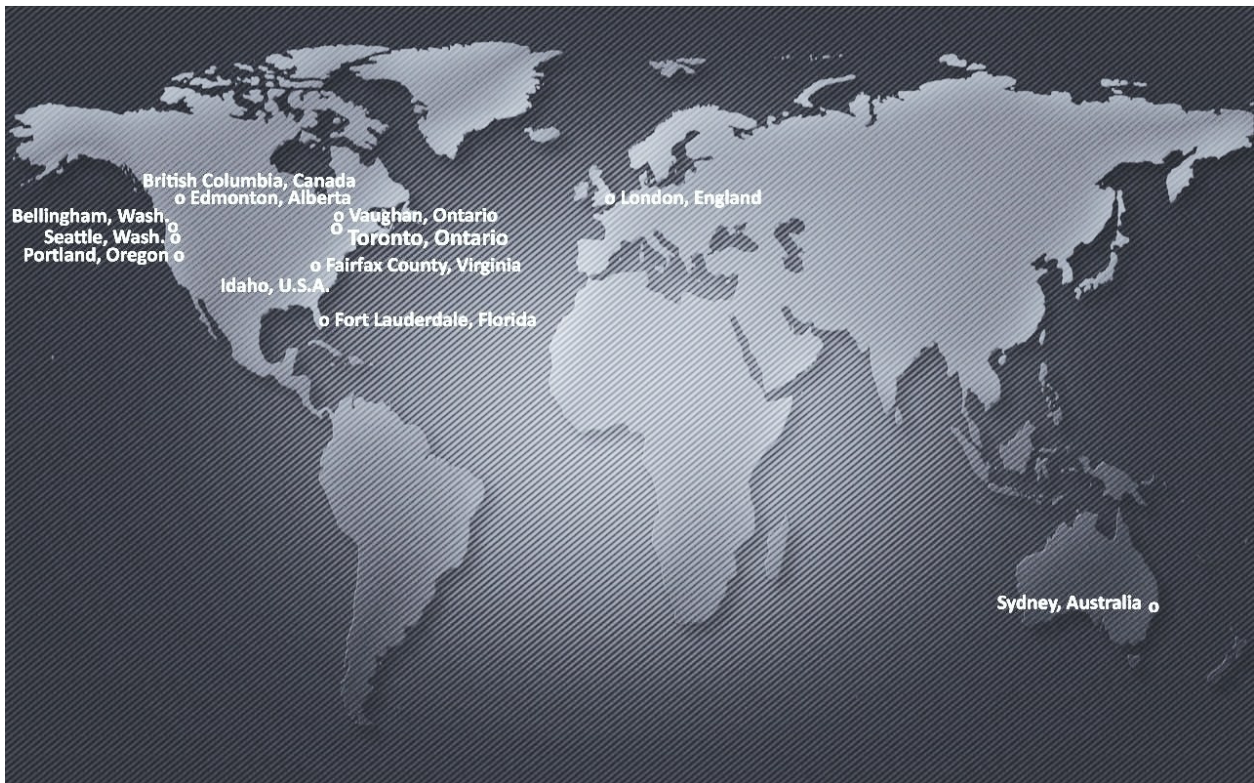 British Columbia, Canada
Edmonton, Alberta
Bellingham, Wash.
Vaughan, Ontario
Seattle, Wash.
Toronto, Ontario
Portland, Oregon
Fairfax County, Virginia
Idaho, U.S.A.
Fort Lauderdale, Florida
London, England
Sydney, Australia